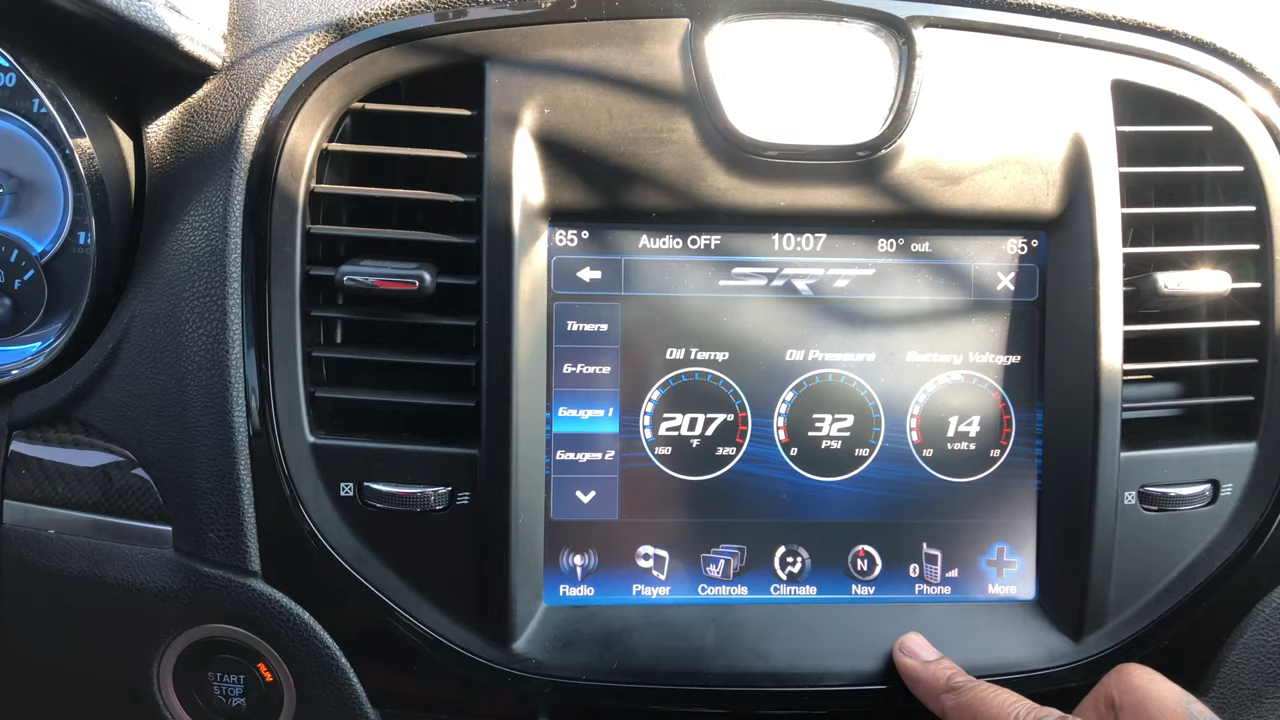 65° Audio OFF 10:07 80° out. 65°
SRT
Timers
G-Force
Gauges 1
Gauges 2
Oil Temp
207°
°F
160 320
Oil Pressure
32
PSI
0 110
Battery Voltage
14
volts
10 18
Radio Player Controls Climate Nav Phone More
N
START
STOP
RUN
F